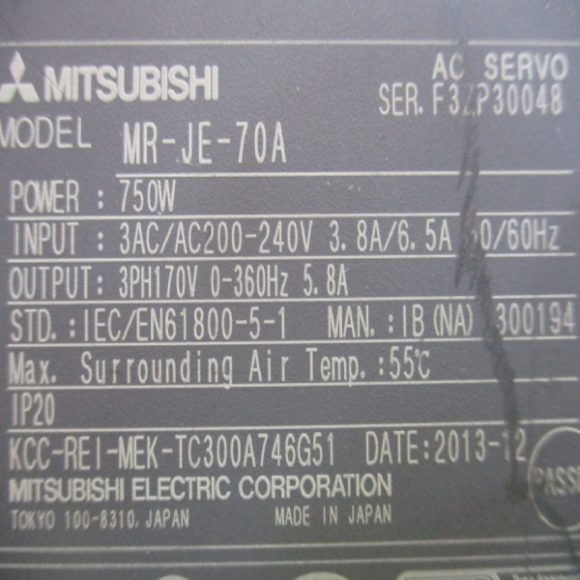 MITSUBISHI
AC SERVO
SER. F3ZP30048
MODEL MR-JE-70A
POWER : 750W
INPUT : 3AC/AC200-240V 3.8A/6.5A 50/60Hz
OUTPUT: 3PH170V 0-360Hz 5.8A
STD. :IEC/EN61800-5-1 MAN. :IB(NA) 300194
Max. Surrounding Air Temp. :55℃
IP20
KCC-REI-MEK-TC300A746G51 DATE:2013-12
MITSUBISHI ELECTRIC CORPORATION
TOKYO 100-8310, JAPAN MADE IN JAPAN